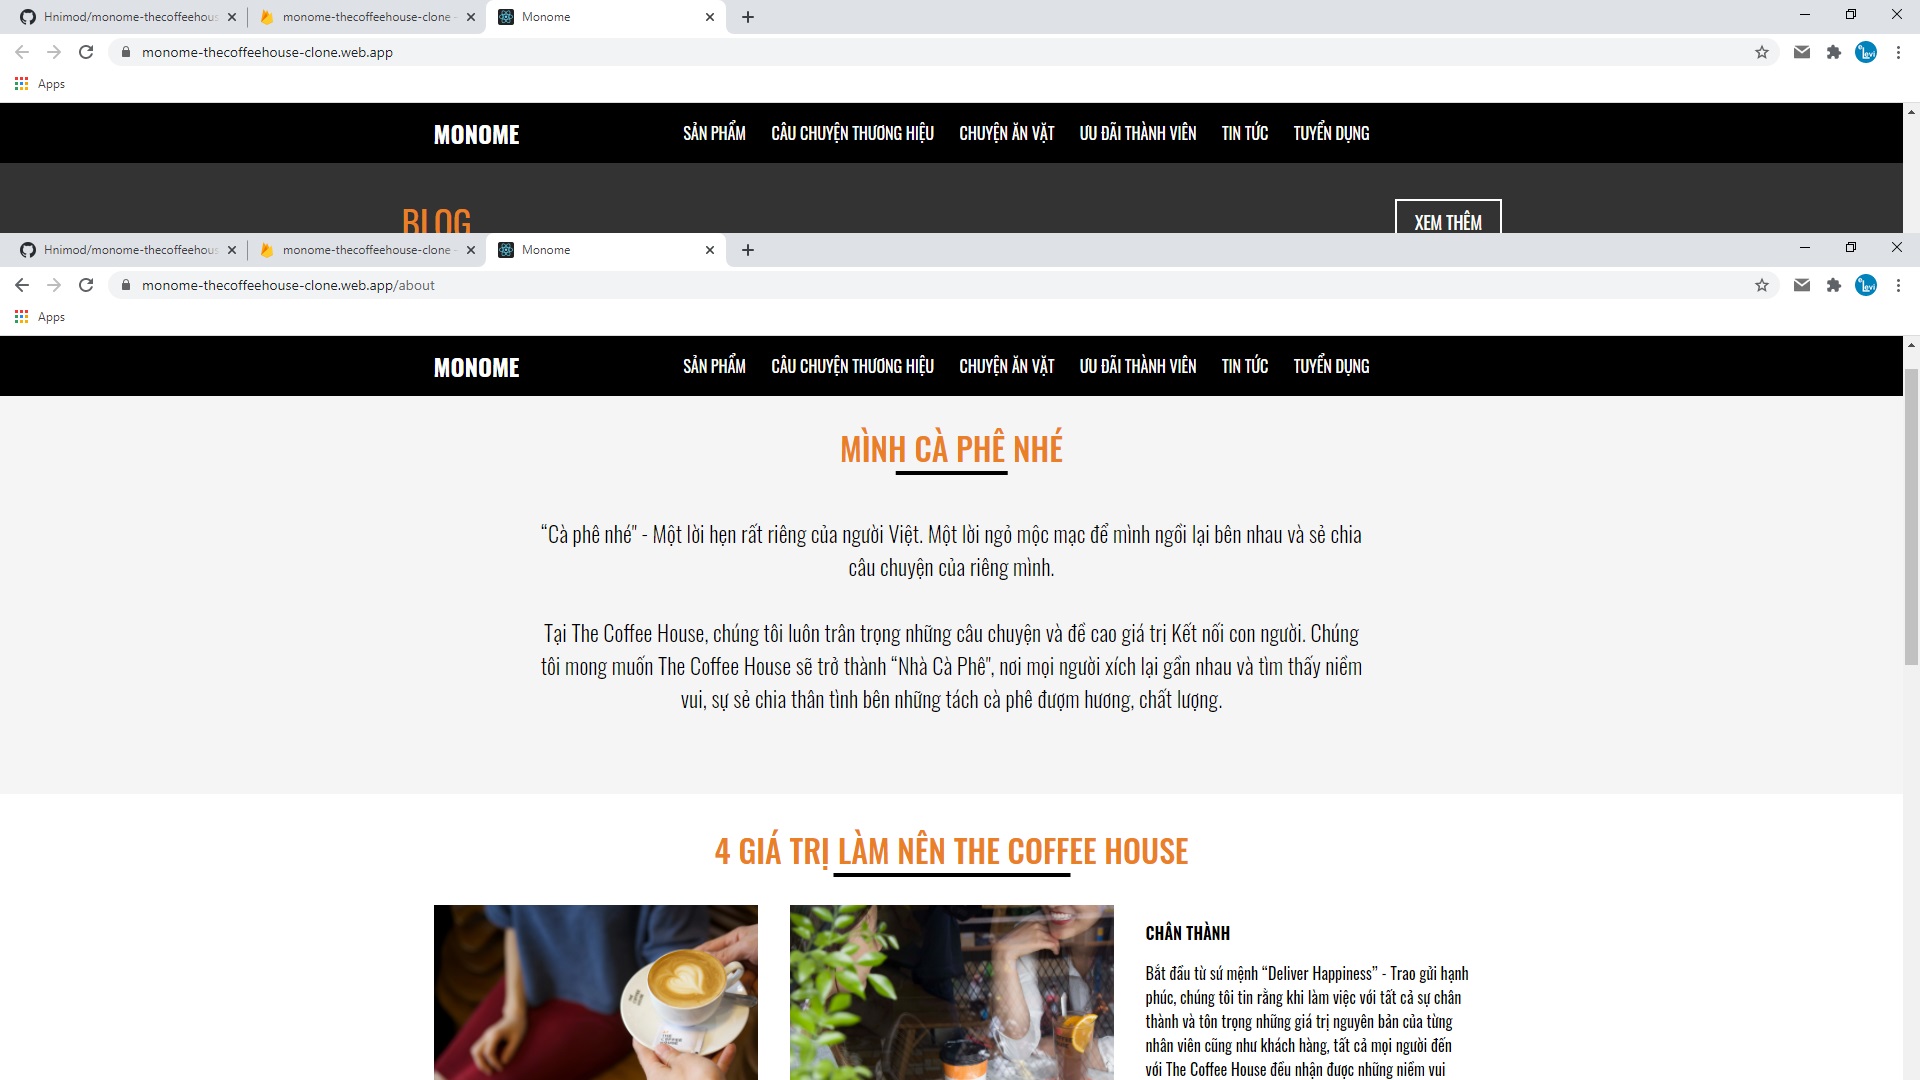 Hnimod/monome-thecoffeehous
monome-thecoffeehouse-clone -
Monome
monome-thecoffeehouse-clone.web.app
Levi
Apps
MONOME
SẢN PHẨM
CÂU CHUYỆN THƯƠNG HIỆU
CHUYỆN ĂN VẶT
ƯU ĐÃI THÀNH VIÊN
TIN TỨC
TUYỂN DỤNG
BLOG
XEM THÊM
Hnimod/monome-thecoffeehous
monome-thecoffeehouse-clone -
Monome
monome-thecoffeehouse-clone.web.app/about
Levi
Apps
MONOME
SẢN PHẨM
CÂU CHUYỆN THƯƠNG HIỆU
CHUYỆN ĂN VẶT
ƯU ĐÃI THÀNH VIÊN
TIN TỨC
TUYỂN DỤNG
MÌNH CÀ PHÊ NHÉ
“Cà phê nhé" - Một lời hẹn rất riêng của người Việt. Một lời ngỏ mộc mạc để mình ngồi lại bên nhau và sẻ chia
câu chuyện của riêng mình.
Tại The Coffee House, chúng tôi luôn trân trọng những câu chuyện và đề cao giá trị Kết nối con người. Chúng
tôi mong muốn The Coffee House sẽ trở thành “Nhà Cà Phê", nơi mọi người xích lại gần nhau và tìm thấy niềm
vui, sự sẻ chia thân tình bên những tách cà phê đượm hương, chất lượng.
4 GIÁ TRỊ LÀM NÊN THE COFFEE HOUSE
THE
COFFEE
HOUSE
CHÂN THÀNH
Bắt đầu từ sứ mệnh “Deliver Happiness” - Trao gửi hạnh
phúc, chúng tôi tin rằng khi làm việc với tất cả sự chân
thành và tôn trọng những giá trị nguyên bản của từng
nhân viên cũng như khách hàng, tất cả mọi người đến
với The Coffee House đều nhận được những niềm vui